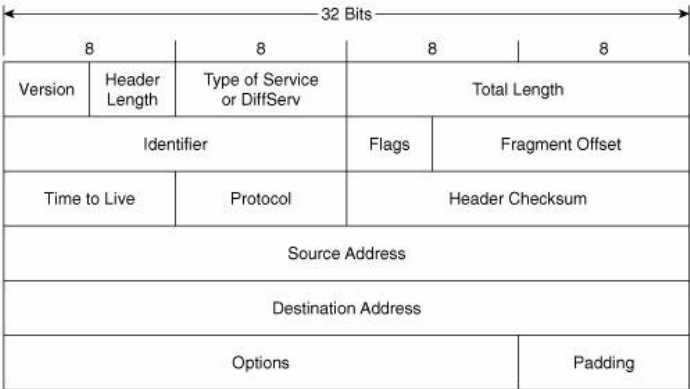 32 Bits
8 8 8 8
Version Header Length Type of Service or DiffServ Total Length
Identifier Flags Fragment Offset
Time to Live Protocol Header Checksum
Source Address
Destination Address
Options Padding